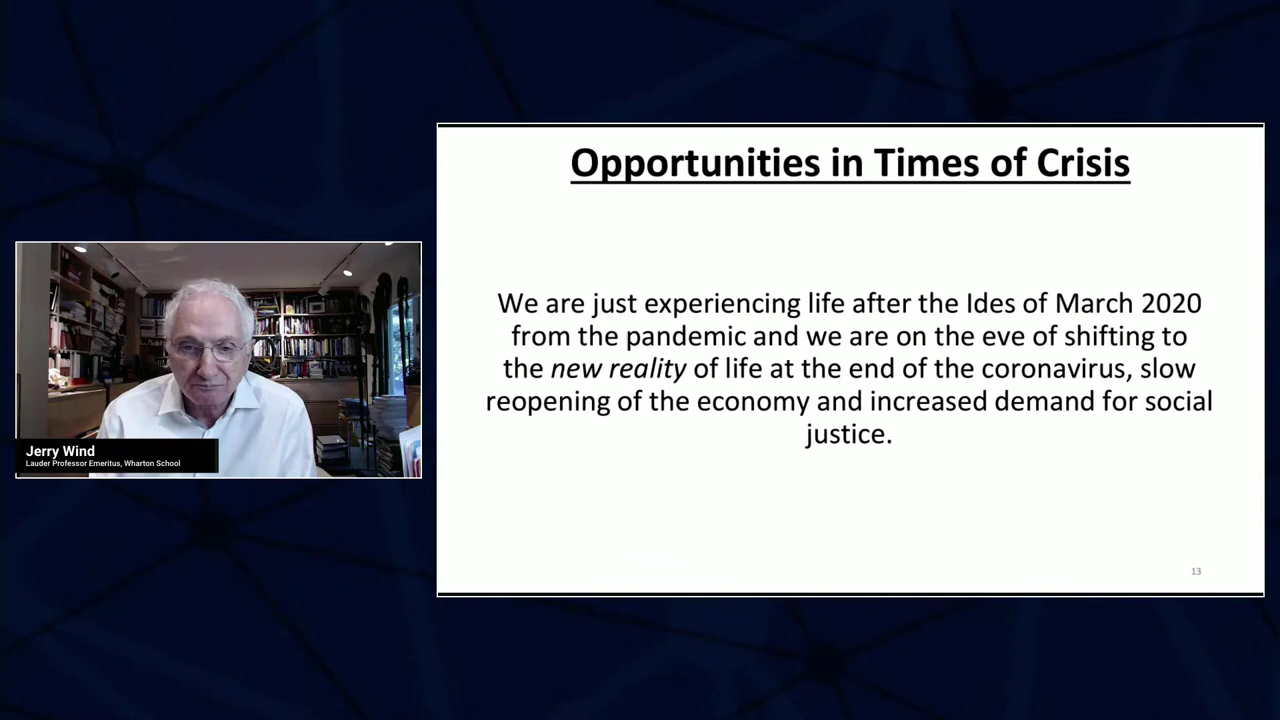 Opportunities in Times of Crisis
We are just experiencing life after the Ides of March 2020
from the pandemic and we are on the eve of shifting to
the new reality of life at the end of the coronavirus, slow
reopening of the economy and increased demand for social
justice.
13
Jerry Wind
Lauder Professor Emeritus, Wharton School